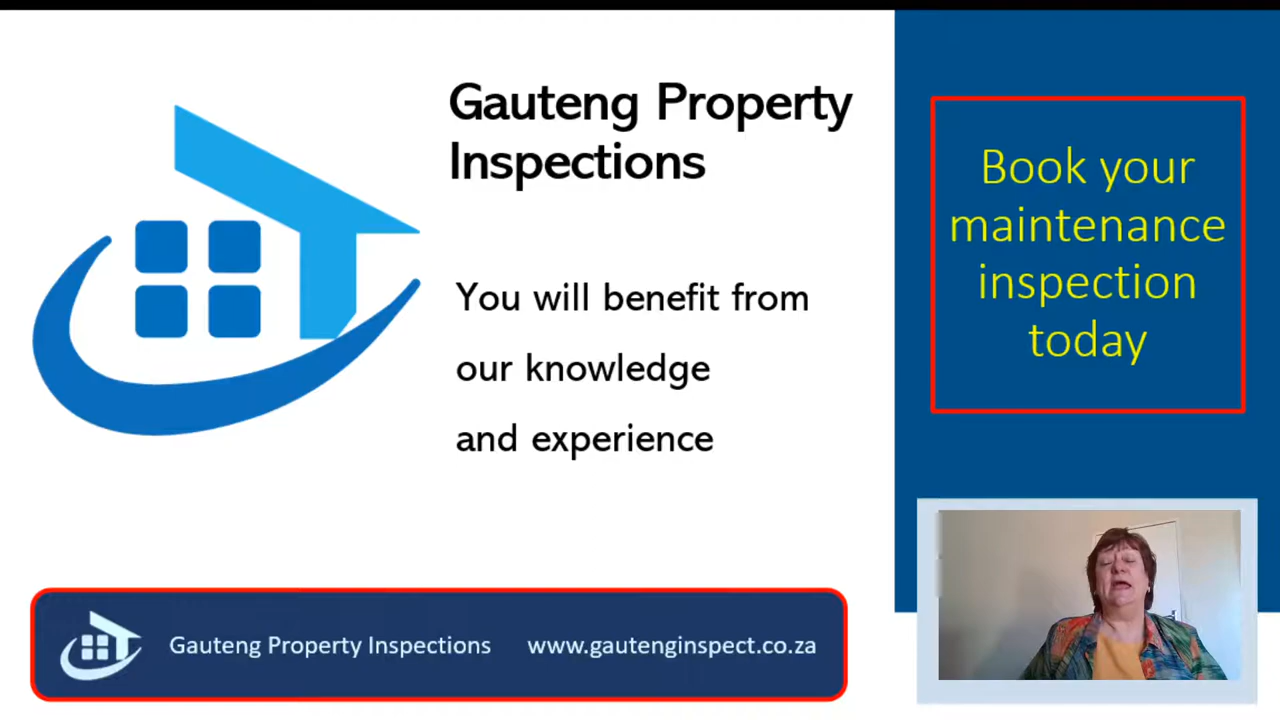 Gauteng Property
Inspections
You will benefit from
our knowledge
and experience
Book your
maintenance
inspection
today
Gauteng Property Inspections www.gautenginspect.co.za